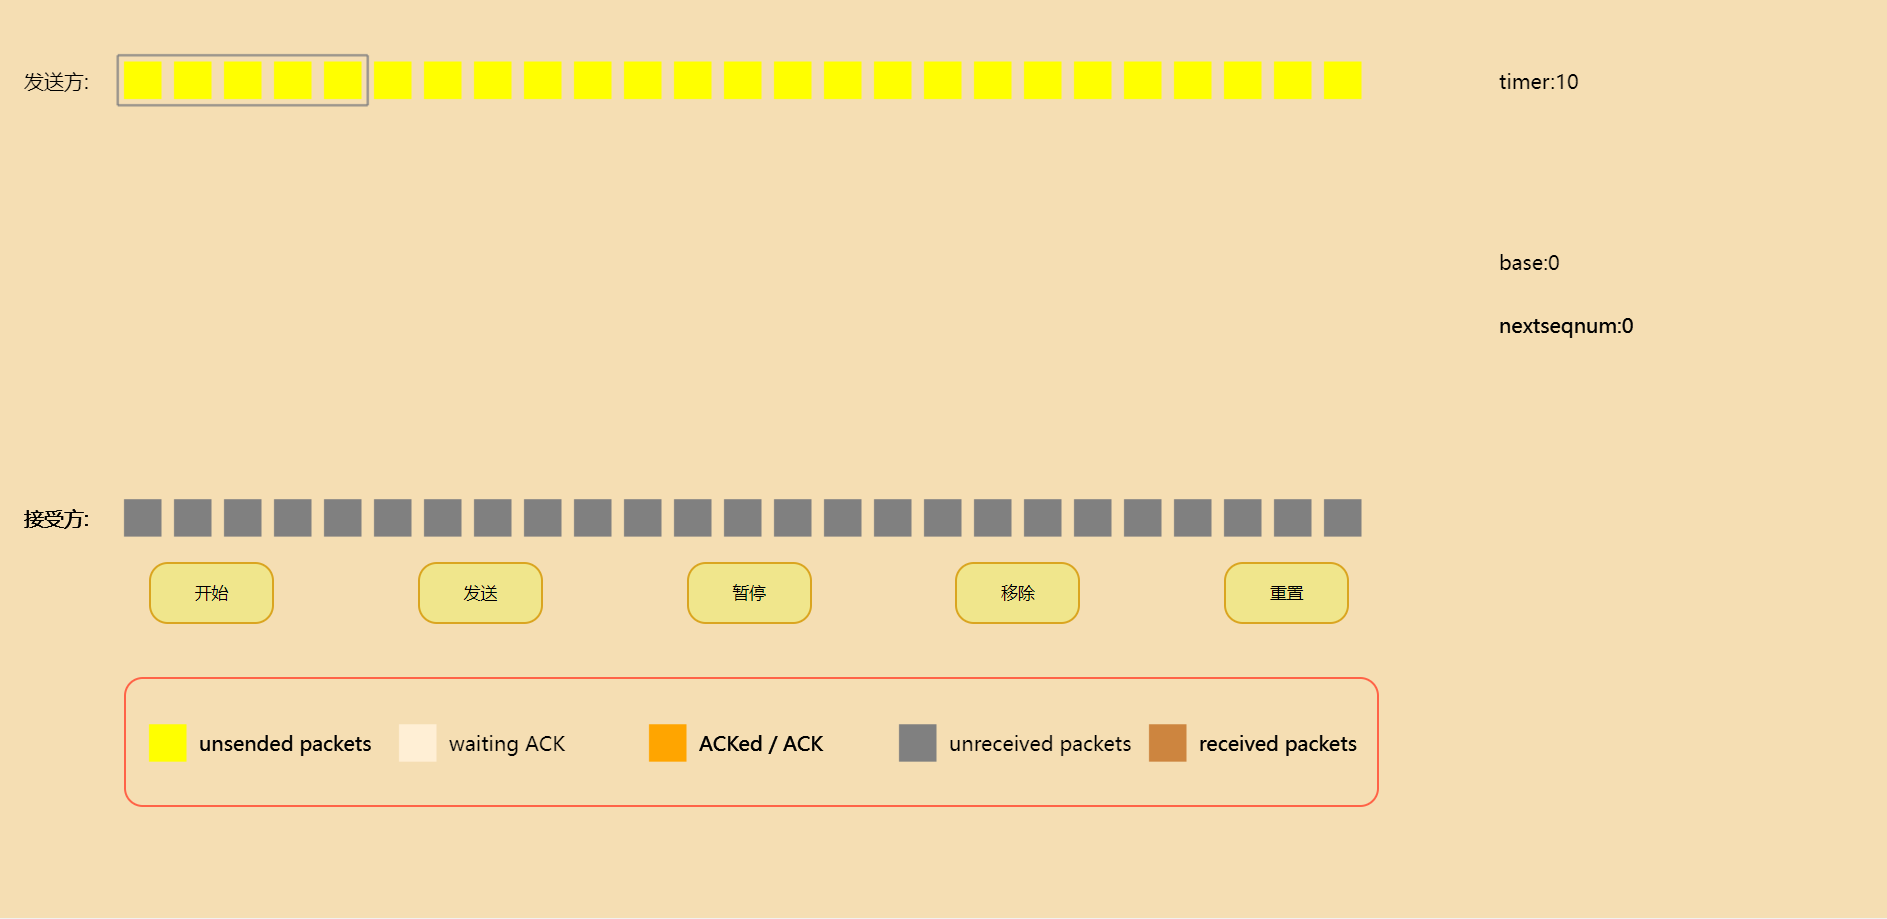 发送方:
timer:10
base:0
nextseqnum:0
接受方:
开始
发送
暂停
移除
重置
unsended packets
waiting ACK
ACKed / ACK
unreceived packets
received packets